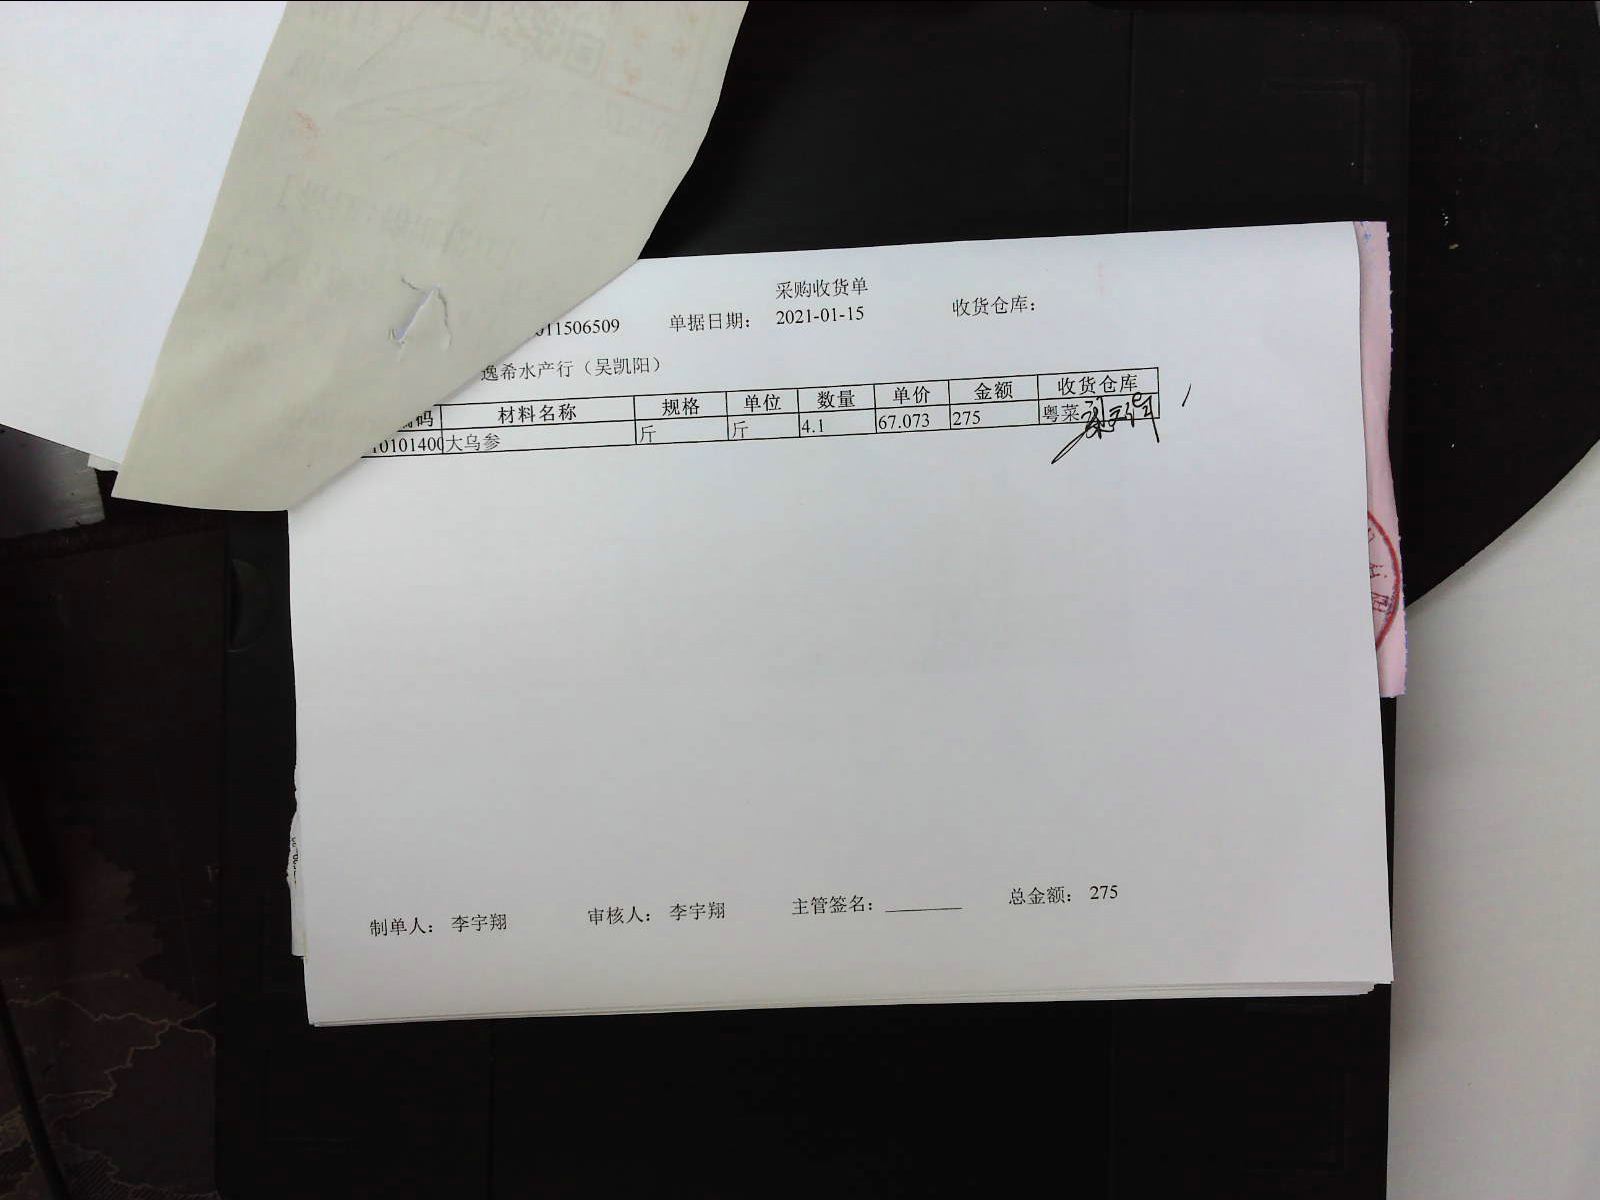 采购收货单
011506509 单据日期： 2021-01-15 收货仓库：
逸希水产行（吴凯阳）
码 材料名称 规格 单位 数量 单价 金额 收货仓库
10101400 大乌参 斤 斤 4.1 67.073 275 粤菜
制单人： 李宇翔 审核人： 李宇翔 主管签名： 总金额： 275